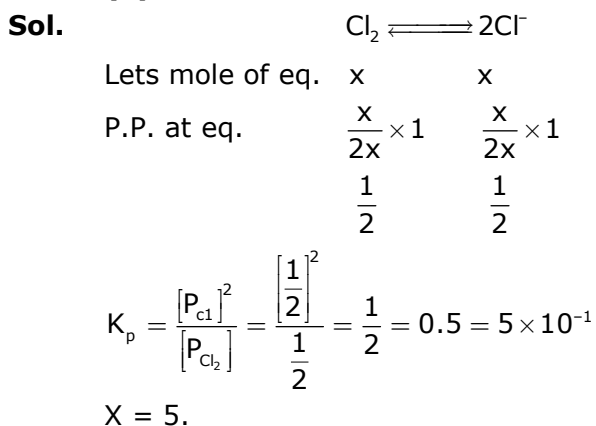 Sol. Cl₂ ⇌ 2Cl⁻
Lets mole of eq. x x
P.P. at eq. x/2x × 1 x/2x × 1
1/2 1/2
Kₚ = [P_c1]²/[P_Cl₂] = [1/2]²/(1/2) = 1/2 = 0.5 = 5 × 10⁻¹
X = 5.